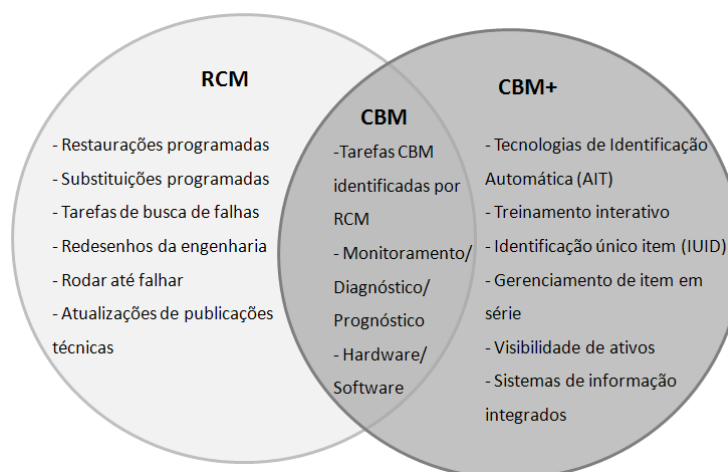 RCM
- Restaurações programadas
- Substituições programadas
- Tarefas de busca de falhas
- Redesenhos da engenharia
- Rodar até falhar
- Atualizações de publicações
técnicas
CBM
-Tarefas CBM
identificadas por
RCM
- Monitoramento/
Diagnóstico/
Prognóstico
- Hardware/
Software
CBM+
- Tecnologias de Identificação
Automática (AIT)
- Treinamento interativo
- Identificação único item (IUID)
- Gerenciamento de item em
série
- Visibilidade de ativos
- Sistemas de informação
integrados